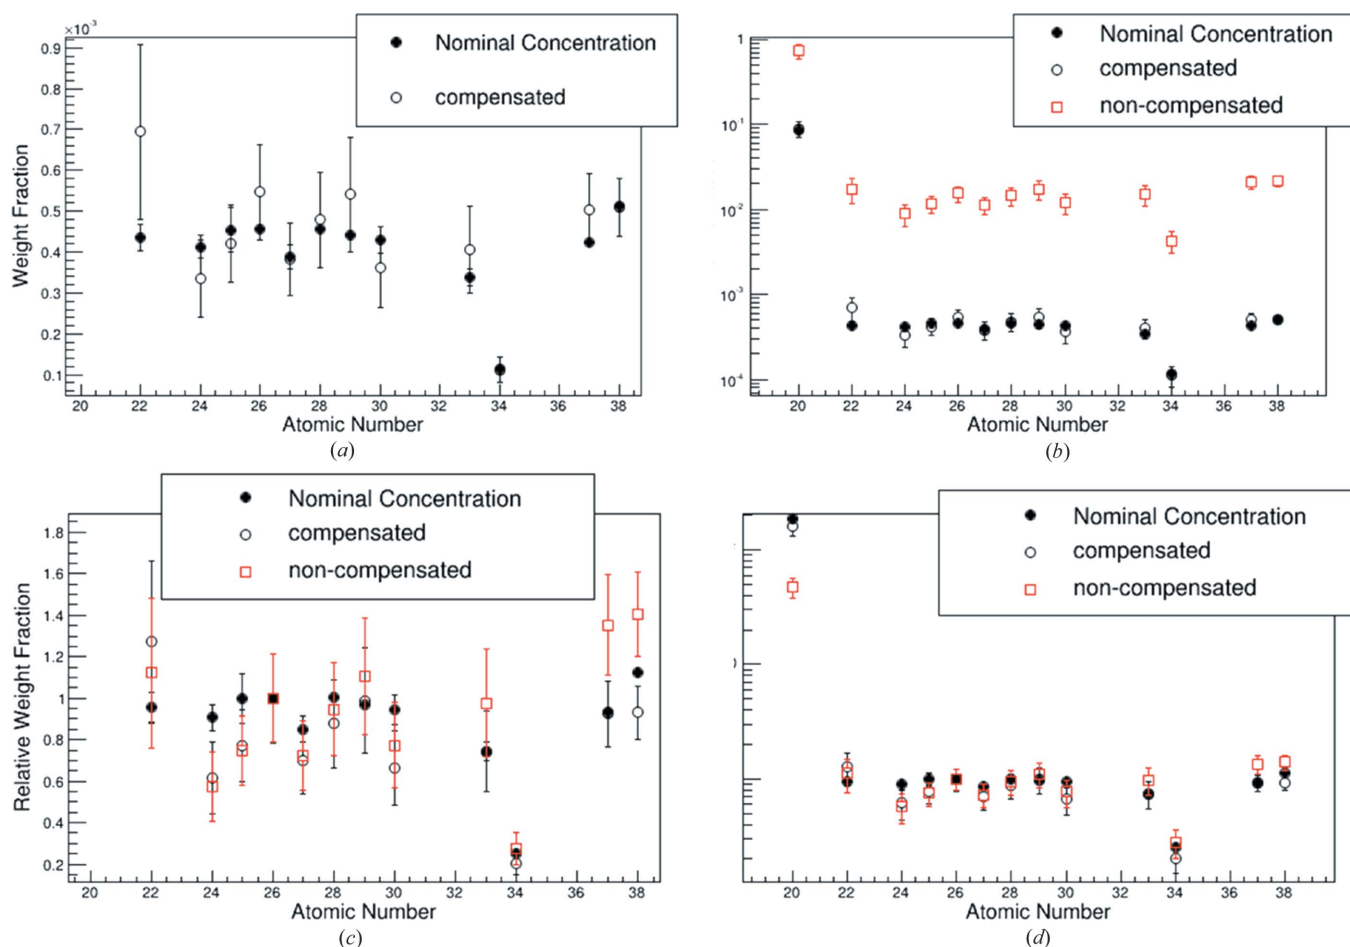 ×10⁻³
Nominal Concentration
compensated
0.9
0.8
0.7
0.6
0.5
0.4
0.3
0.2
0.1
Weight Fraction
20 22 24 26 28 30 32 34 36 38
Atomic Number
(a)
Nominal Concentration
compensated
non-compensated
1
10⁻¹
10⁻²
10⁻³
10⁻⁴
20 22 24 26 28 30 32 34 36 38
Atomic Number
(b)
Nominal Concentration
compensated
non-compensated
1.8
1.6
1.4
1.2
1
0.8
0.6
0.4
0.2
Relative Weight Fraction
20 22 24 26 28 30 32 34 36 38
Atomic Number
(c)
Nominal Concentration
compensated
non-compensated
20 22 24 26 28 30 32 34 36 38
Atomic Number
(d)